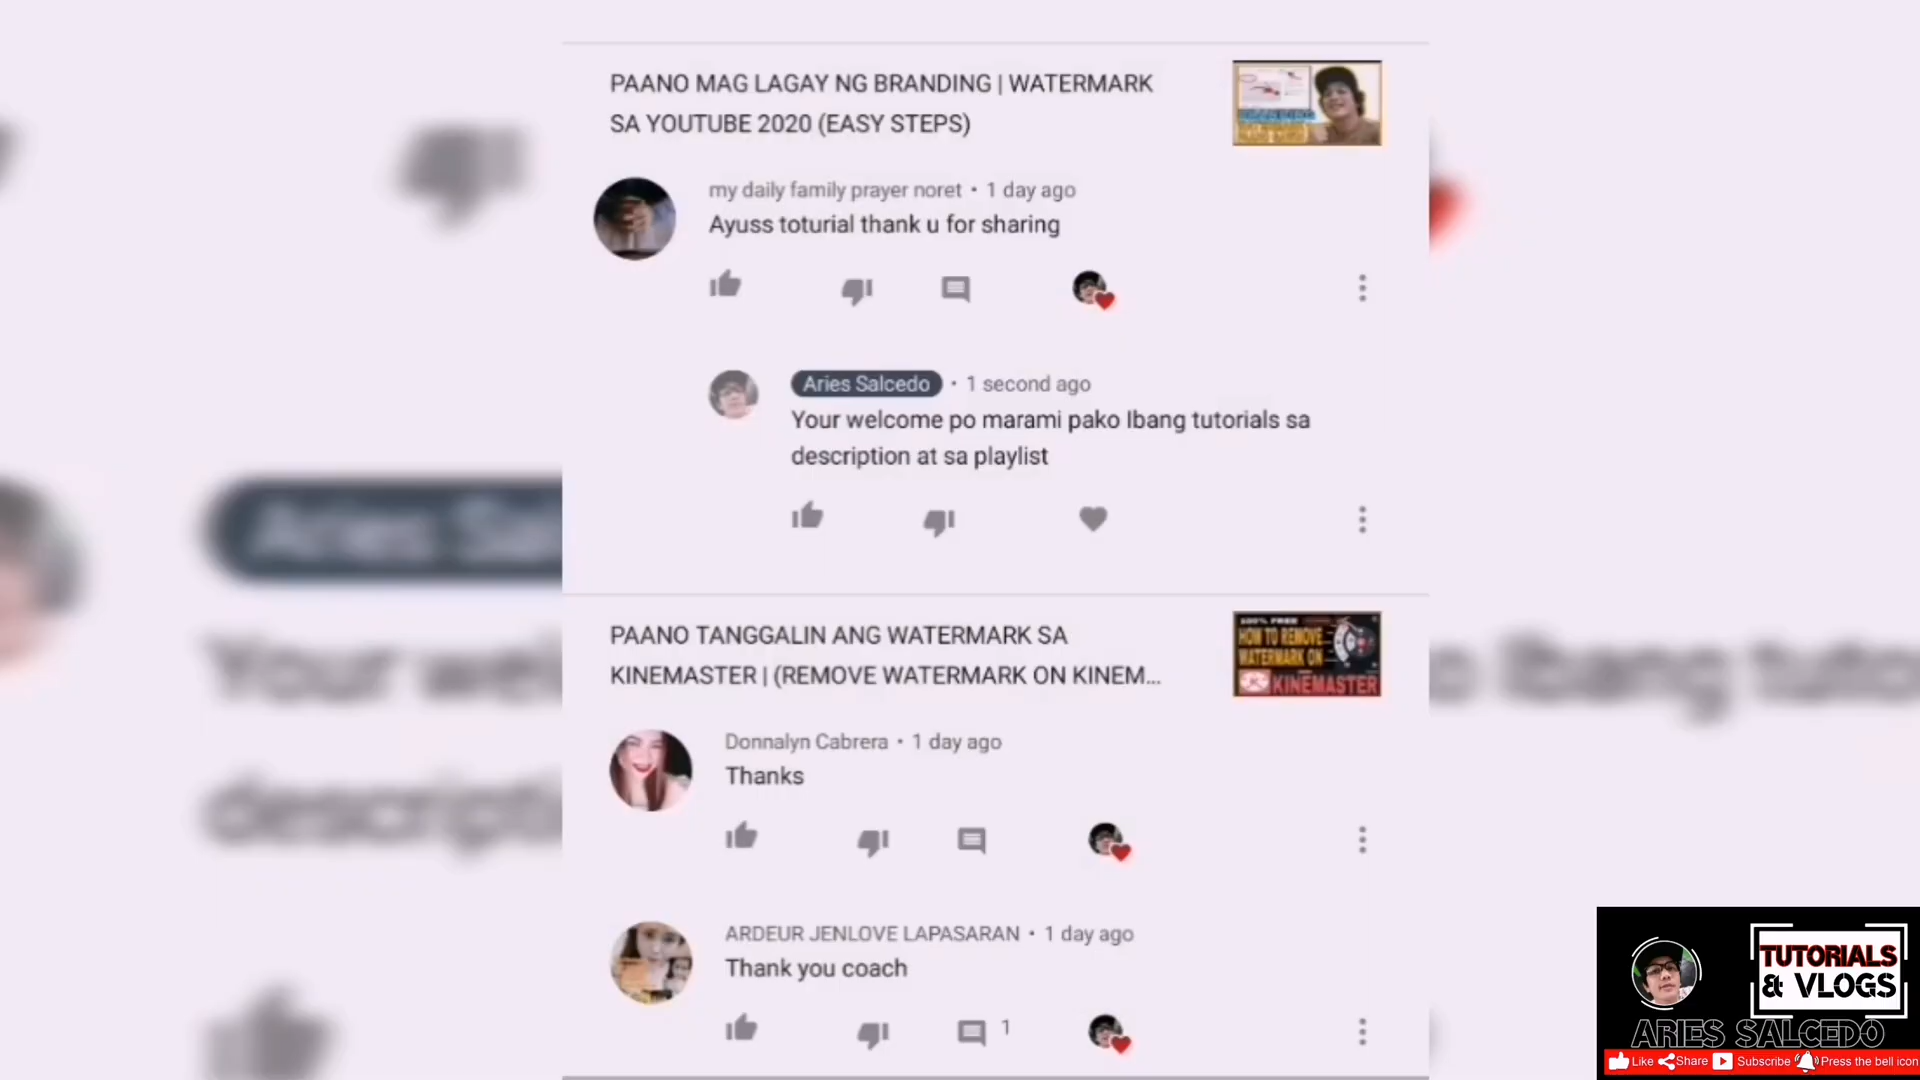 PAANO MAG LAGAY NG BRANDING | WATERMARK
SA YOUTUBE 2020 (EASY STEPS)
my daily family prayer noret • 1 day ago
Ayuss toturial thank u for sharing
Aries Salcedo • 1 second ago
Your welcome po marami pako Ibang tutorials sa
description at sa playlist
PAANO TANGGALIN ANG WATERMARK SA
KINEMASTER | (REMOVE WATERMARK ON KINEM...
100% FREE
HOW TO REMOVE
WATERMARK ON
KINEMASTER
Donnalyn Cabrera • 1 day ago
Thanks
ARDEUR JENLOVE LAPASARAN • 1 day ago
Thank you coach
1
TUTORIALS
& VLOGS
ARIES SALCEDO
Like Share Subscribe Press the bell icon